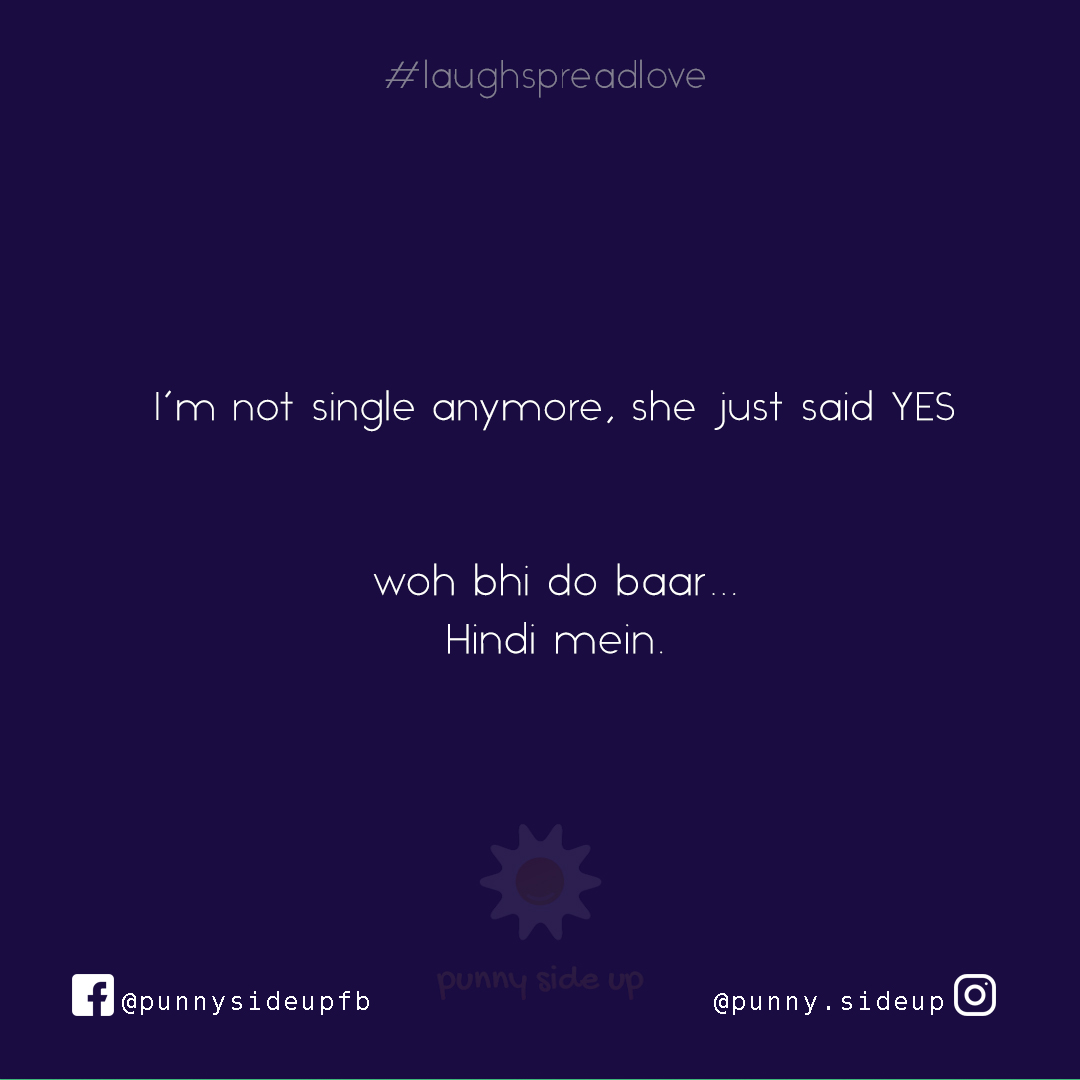 #laughspreadlove
I'm not single anymore, she just said YES
woh bhi do baar...
Hindi mein.
punny side up
@punnysideupfb
@punny.sideup